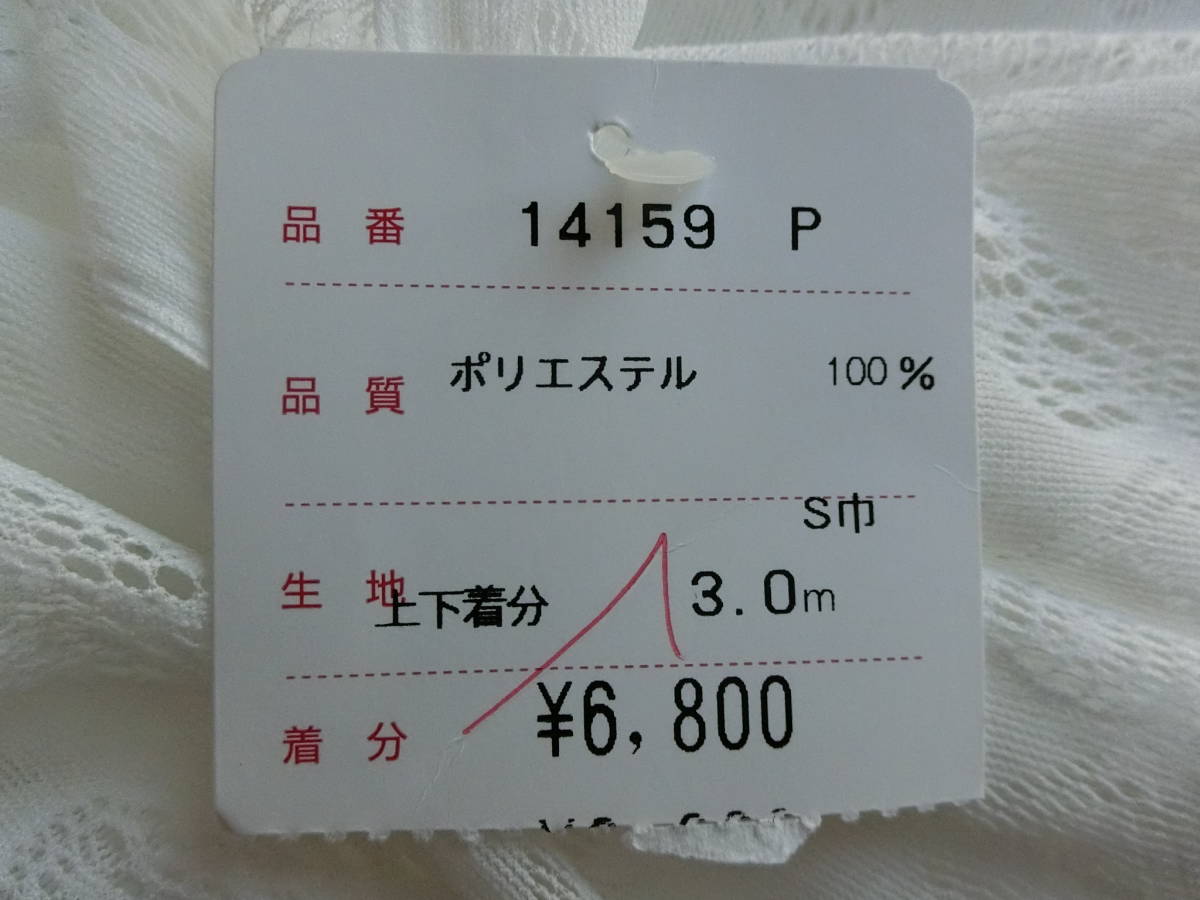 品番 14159 P
品質 ポリエステル 100%
S巾
生地 上下着分 3.0m
着分 ¥6,800